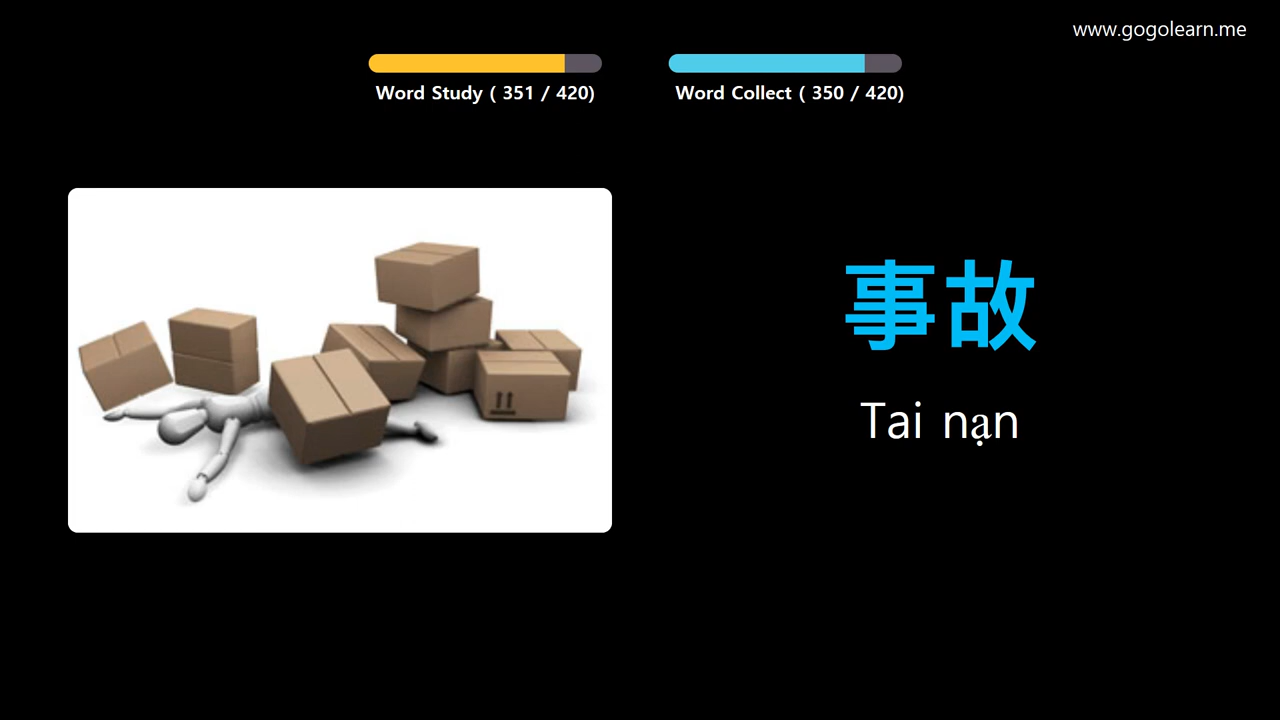 www.gogolearn.me
Word Study ( 351 / 420)
Word Collect ( 350 / 420)
事故
Tai nạn